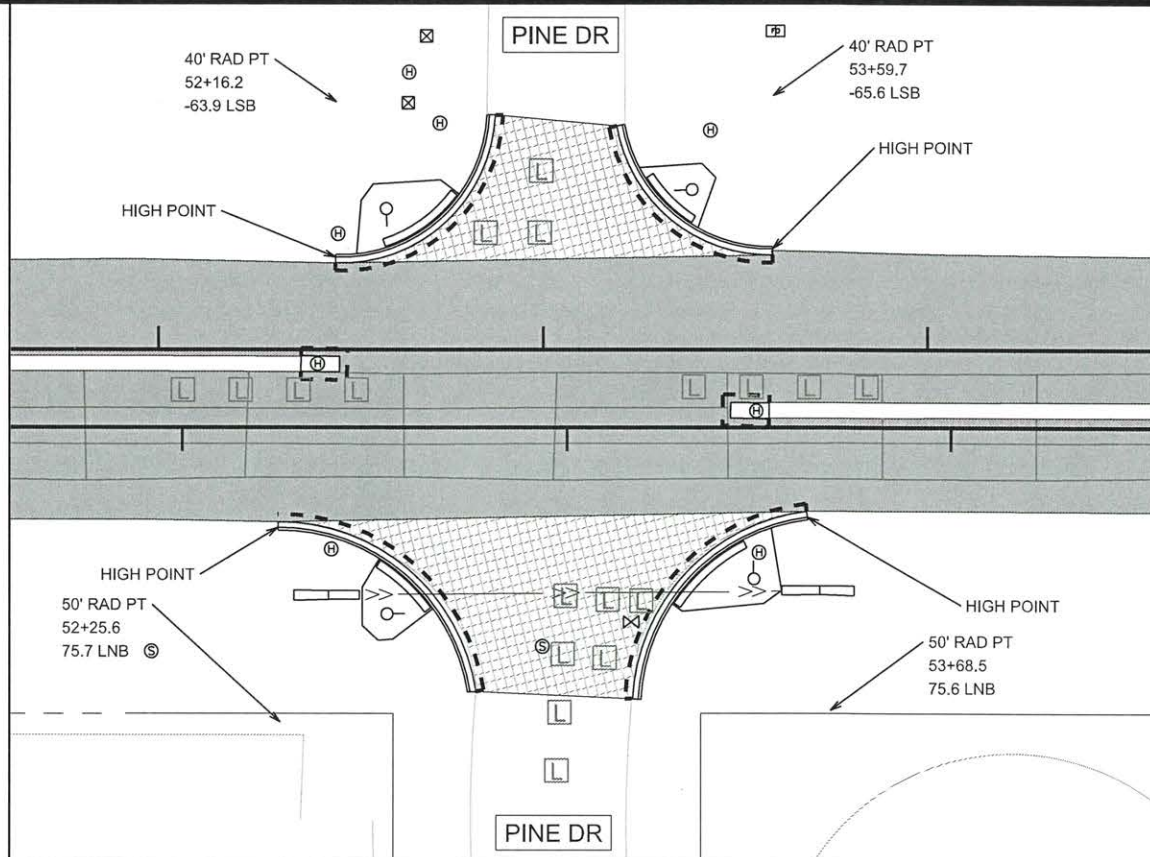 PINE DR
40' RAD PT
52+16.2
-63.9 LSB
40' RAD PT
53+59.7
-65.6 LSB
H
H
H
HIGH POINT
HIGH POINT
L
H
L
L
H
L
L
L
L
L
L
L
L
H
HIGH POINT
H
H
50' RAD PT
52+25.6
75.7 LNB
S
L
L
L
HIGH POINT
S
L
L
50' RAD PT
53+68.5
75.6 LNB
L
L
PINE DR